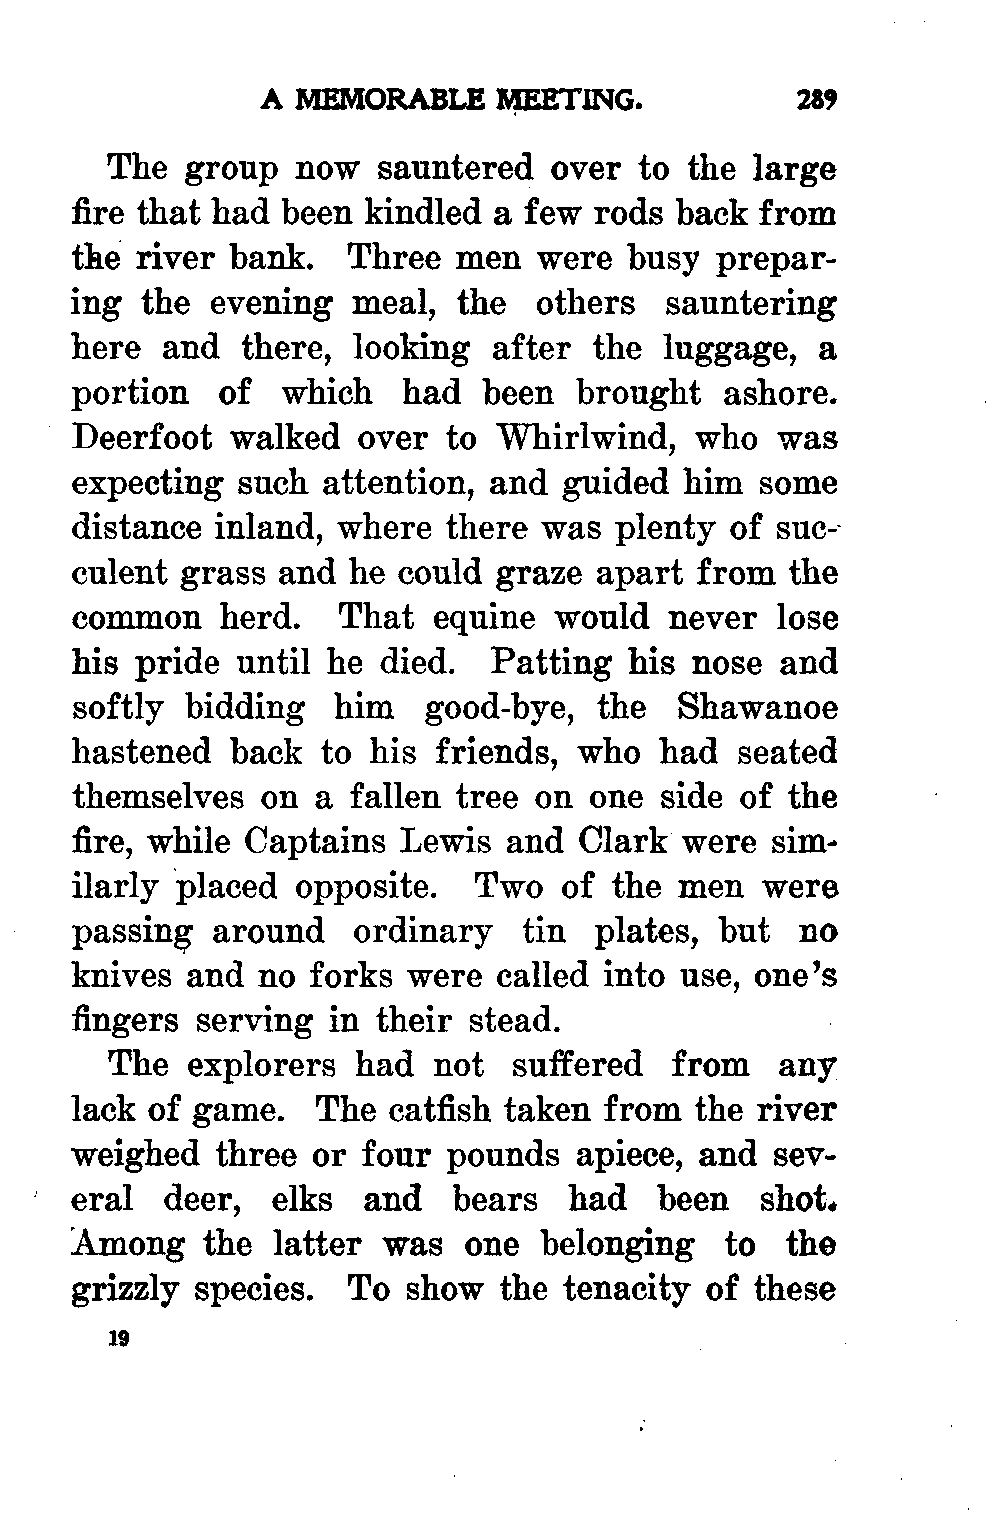 A MEMORABLE MEETING. 289
The group now sauntered over to the large
fire that had been kindled a few rods back from
the river bank. Three men were busy prepar-
ing the evening meal, the others sauntering
here and there, looking after the luggage, a
portion of which had been brought ashore.
Deerfoot walked over to Whirlwind, who was
expecting such attention, and guided him some
distance inland, where there was plenty of suc-
culent grass and he could graze apart from the
common herd. That equine would never lose
his pride until he died. Patting his nose and
softly bidding him good-bye, the Shawanoe
hastened back to his friends, who had seated
themselves on a fallen tree on one side of the
fire, while Captains Lewis and Clark were sim-
ilarly placed opposite. Two of the men were
passing around ordinary tin plates, but no
knives and no forks were called into use, one's
fingers serving in their stead.
The explorers had not suffered from any
lack of game. The catfish taken from the river
weighed three or four pounds apiece, and sev-
eral deer, elks and bears had been shot.
Among the latter was one belonging to the
grizzly species. To show the tenacity of these
19